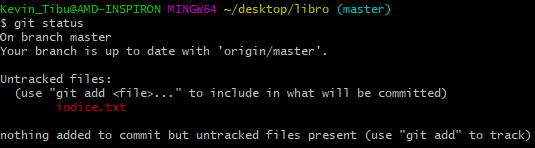 Kevin_Tibu@AMD-INSPIRON MINGW64 ~/desktop/libro (master)
$ git status
On branch master
Your branch is up to date with 'origin/master'.
Untracked files:
(use "git add <file>..." to include in what will be committed)
indice.txt
nothing added to commit but untracked files present (use "git add" to track)